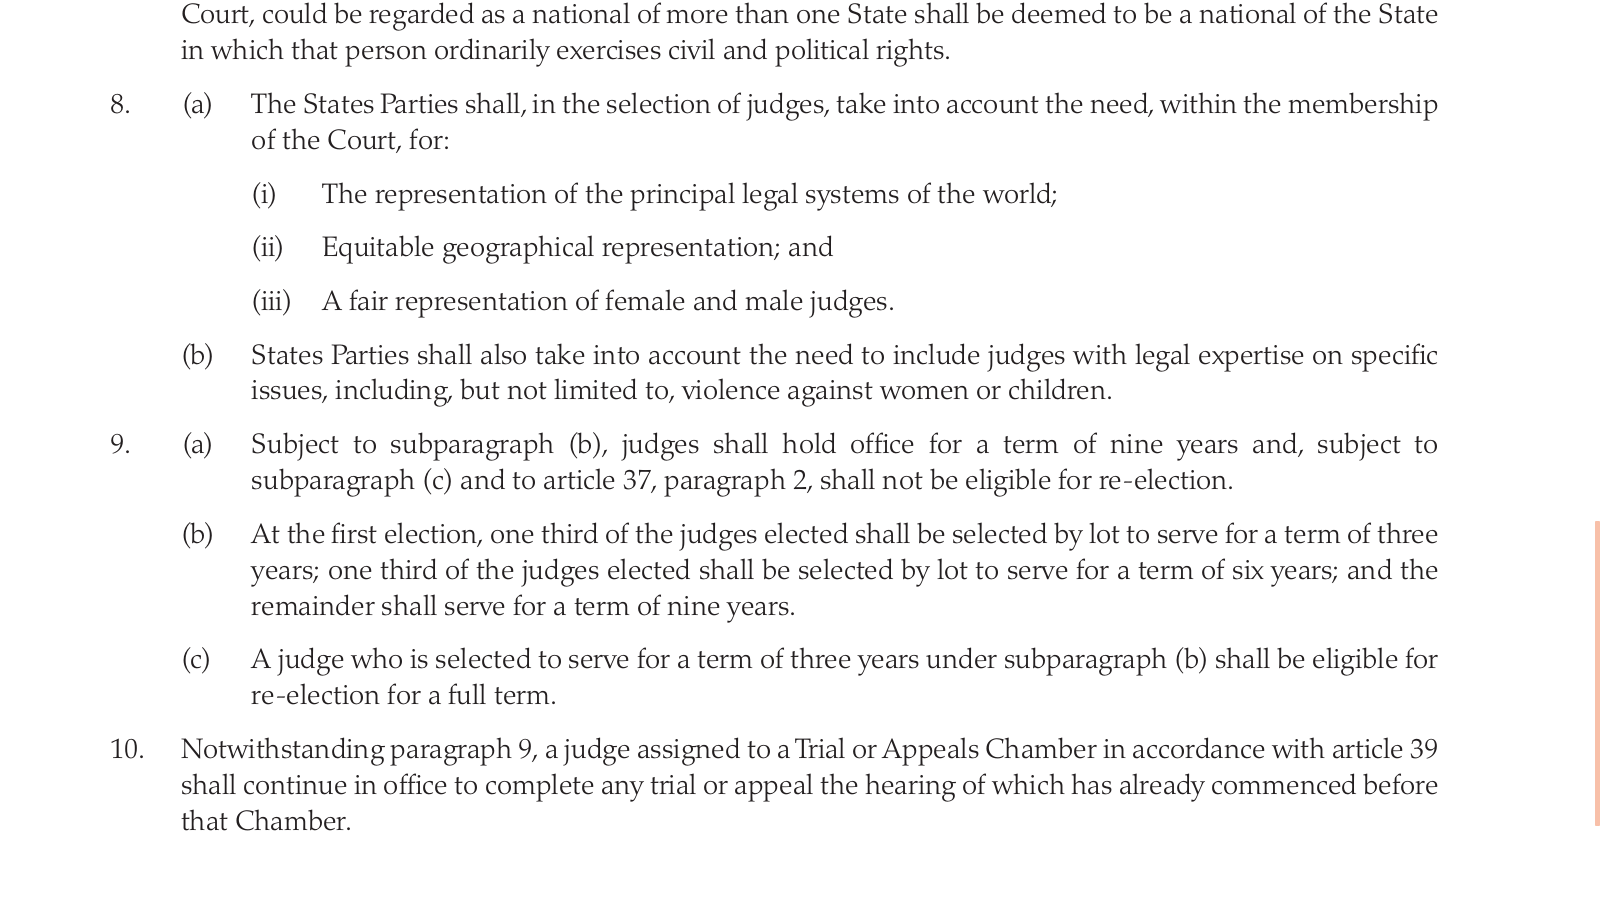 Court, could be regarded as a national of more than one State shall be deemed to be a national of the State
in which that person ordinarily exercises civil and political rights.
8. (a) The States Parties shall, in the selection of judges, take into account the need, within the membership
of the Court, for:
(i) The representation of the principal legal systems of the world;
(ii) Equitable geographical representation; and
(iii) A fair representation of female and male judges.
(b) States Parties shall also take into account the need to include judges with legal expertise on specific
issues, including, but not limited to, violence against women or children.
9. (a) Subject to subparagraph (b), judges shall hold office for a term of nine years and, subject to
subparagraph (c) and to article 37, paragraph 2, shall not be eligible for re-election.
(b) At the first election, one third of the judges elected shall be selected by lot to serve for a term of three
years; one third of the judges elected shall be selected by lot to serve for a term of six years; and the
remainder shall serve for a term of nine years.
(c) A judge who is selected to serve for a term of three years under subparagraph (b) shall be eligible for
re-election for a full term.
10. Notwithstanding paragraph 9, a judge assigned to a Trial or Appeals Chamber in accordance with article 39
shall continue in office to complete any trial or appeal the hearing of which has already commenced before
that Chamber.